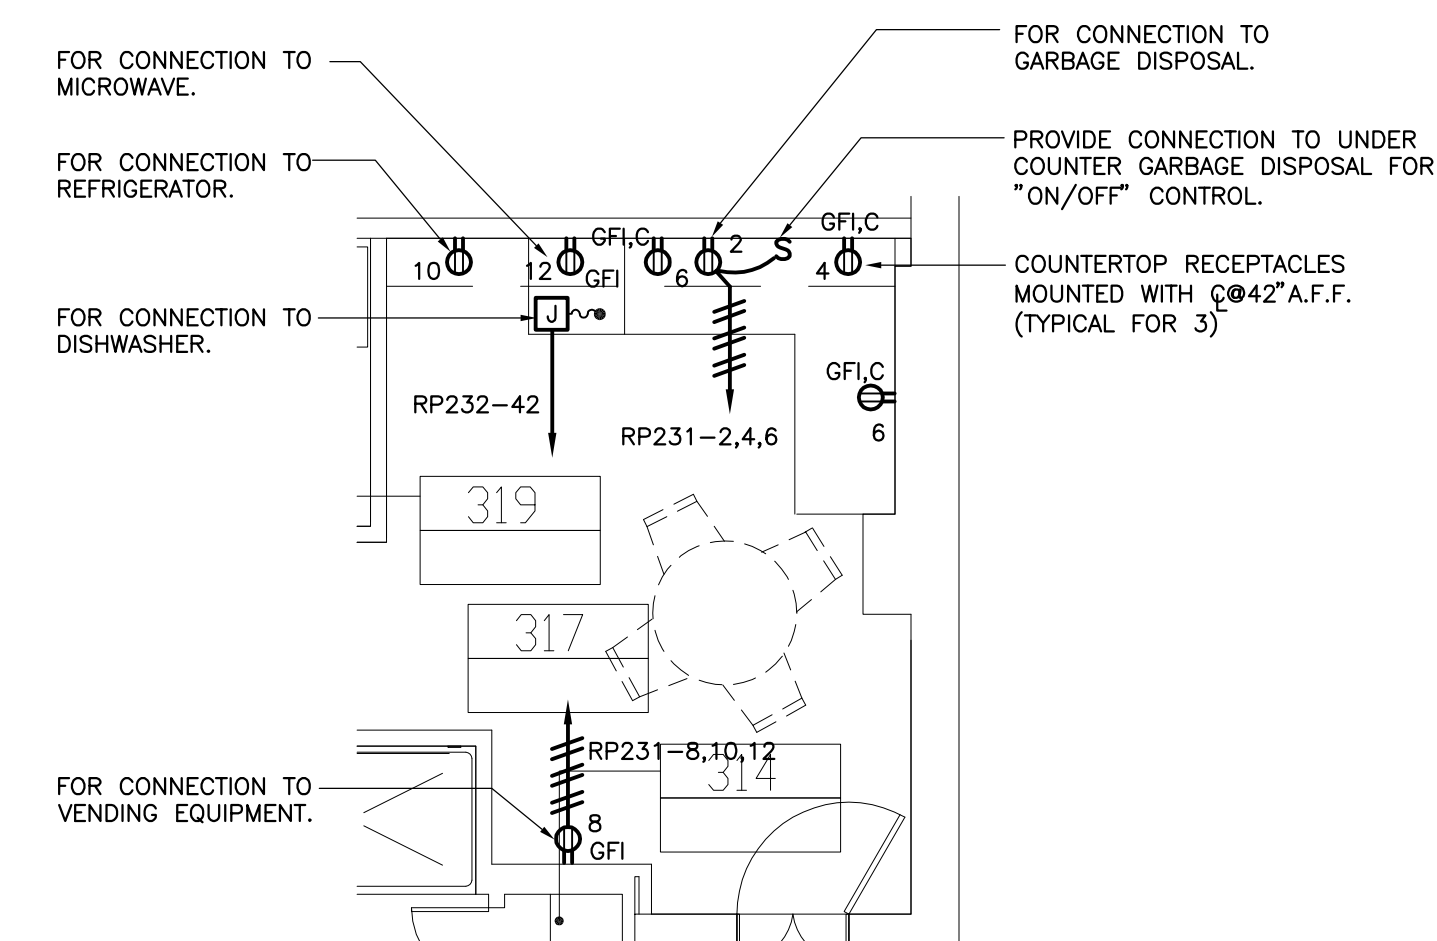 FOR CONNECTION TO
MICROWAVE.
FOR CONNECTION TO
GARBAGE DISPOSAL.
FOR CONNECTION TO
REFRIGERATOR.
PROVIDE CONNECTION TO UNDER
COUNTER GARBAGE DISPOSAL FOR
"ON/OFF" CONTROL.
GFI,C
GFI,C
2
S
10
12
GFI
6
4
COUNTERTOP RECEPTACLES
MOUNTED WITH ℄@42"A.F.F.
(TYPICAL FOR 3)
FOR CONNECTION TO
DISHWASHER.
J
GFI,C
6
RP232-42
RP231-2,4,6
319
317
RP231-8,10,12
314
FOR CONNECTION TO
VENDING EQUIPMENT.
8
GFI